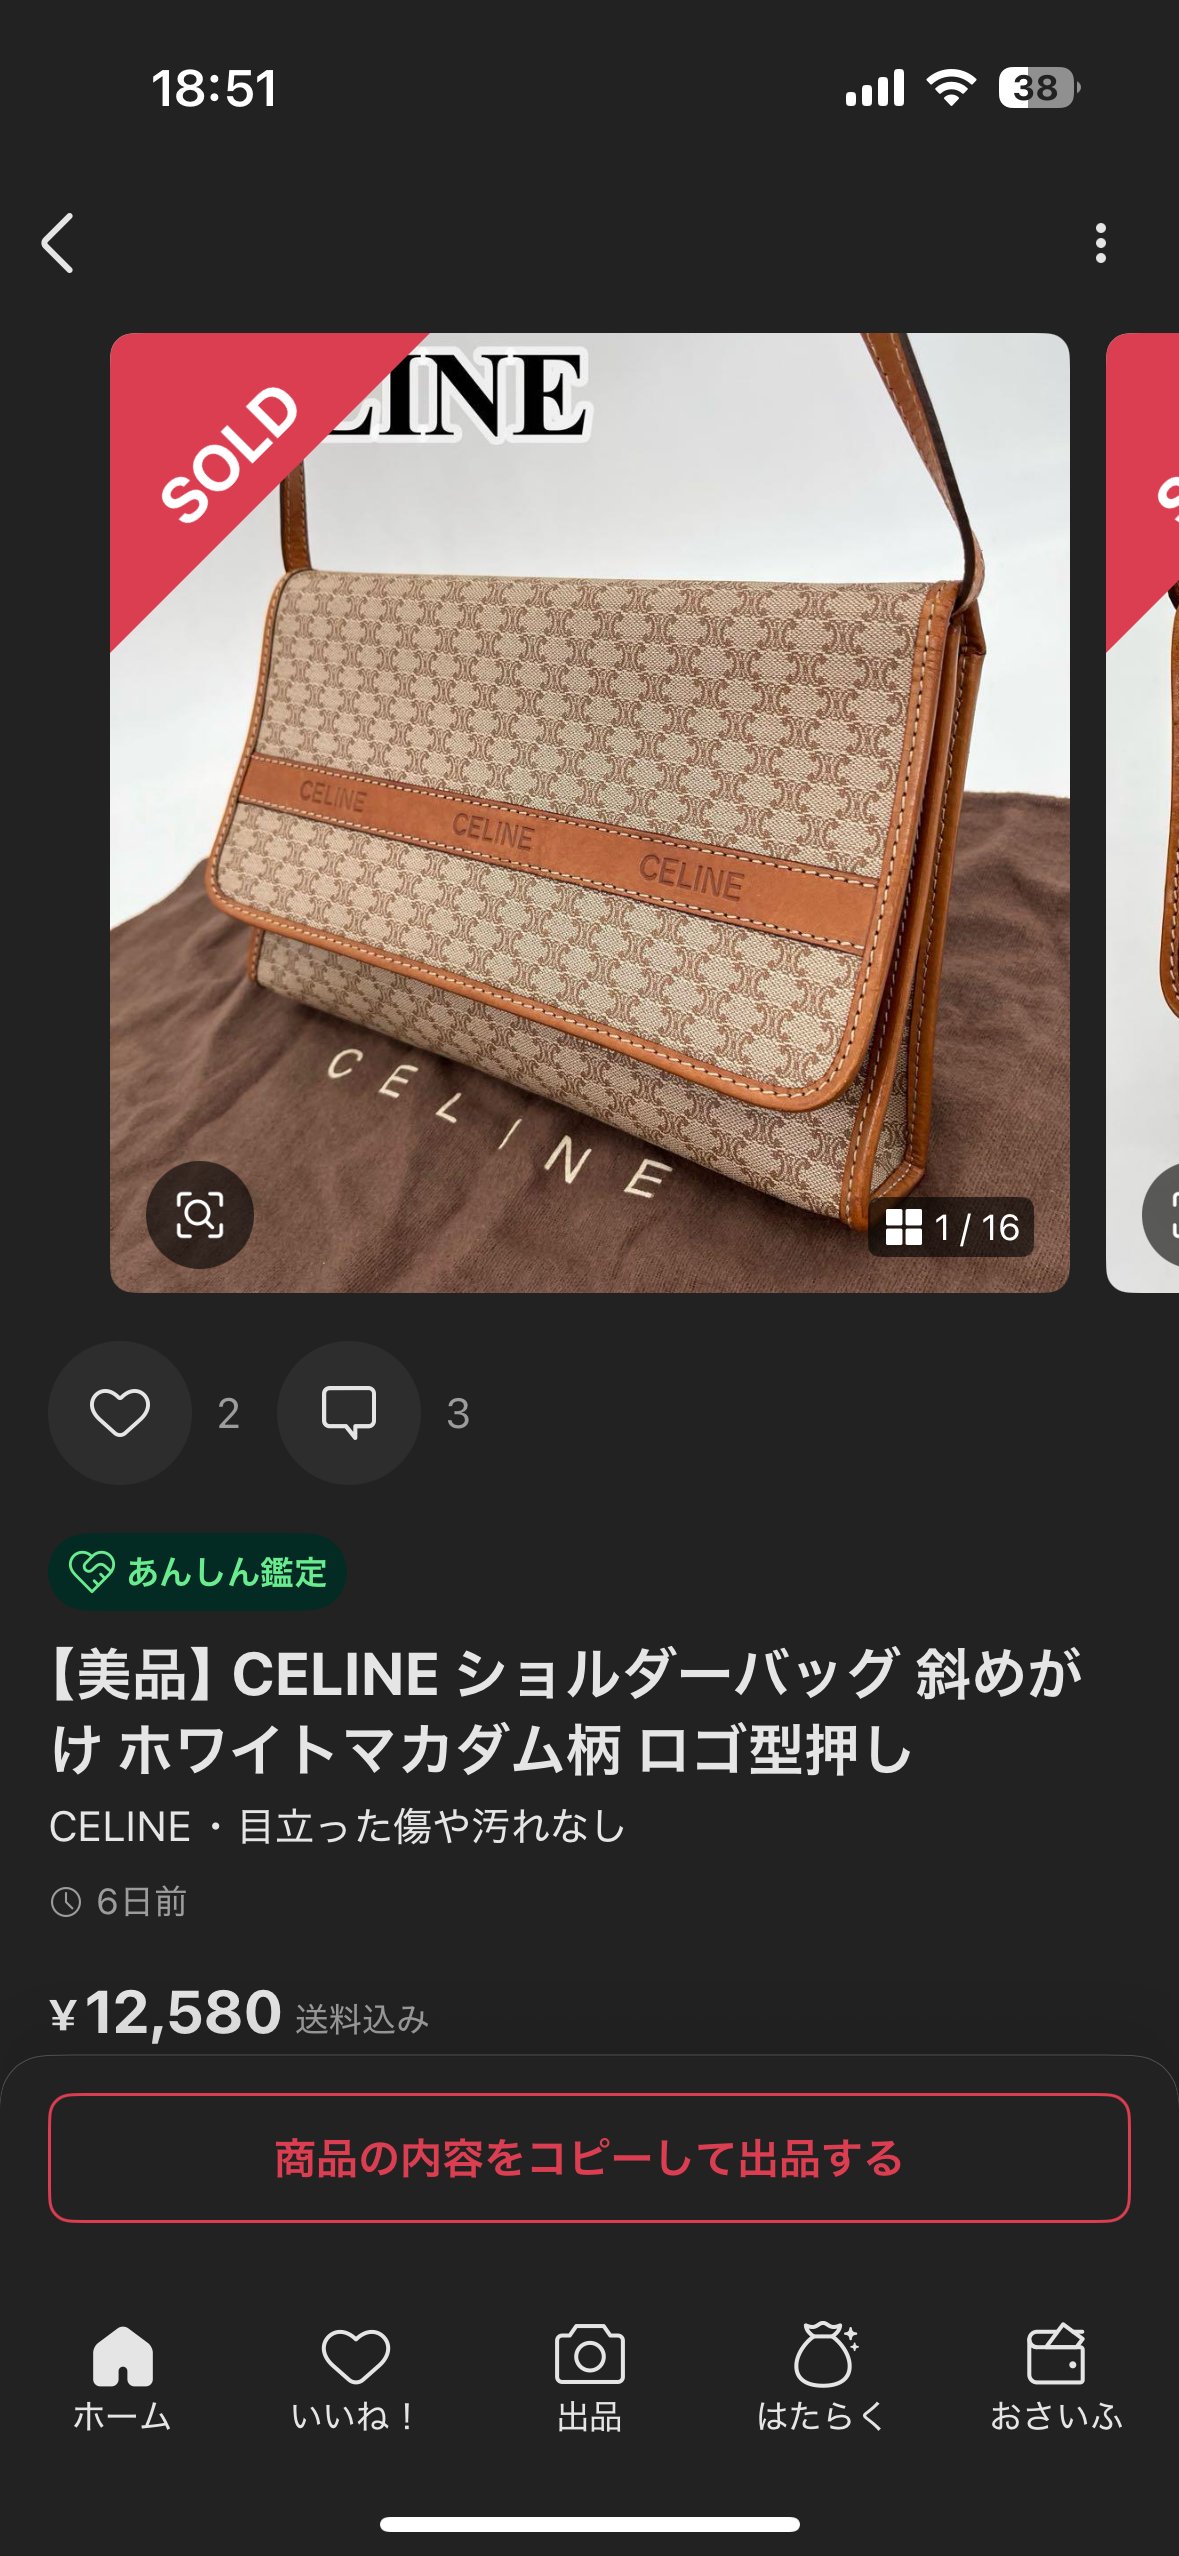 18:51
38
SOLD
LINE
CELINE
CELINE
CELINE
CELINE
1 / 16
2
3
あんしん鑑定
【美品】CELINE ショルダーバッグ 斜めが
け ホワイトマカダム柄 ロゴ型押し
CELINE・目立った傷や汚れなし
6日前
¥12,580 送料込み
商品の内容をコピーして出品する
ホーム
いいね！
出品
はたらく
おさいふ